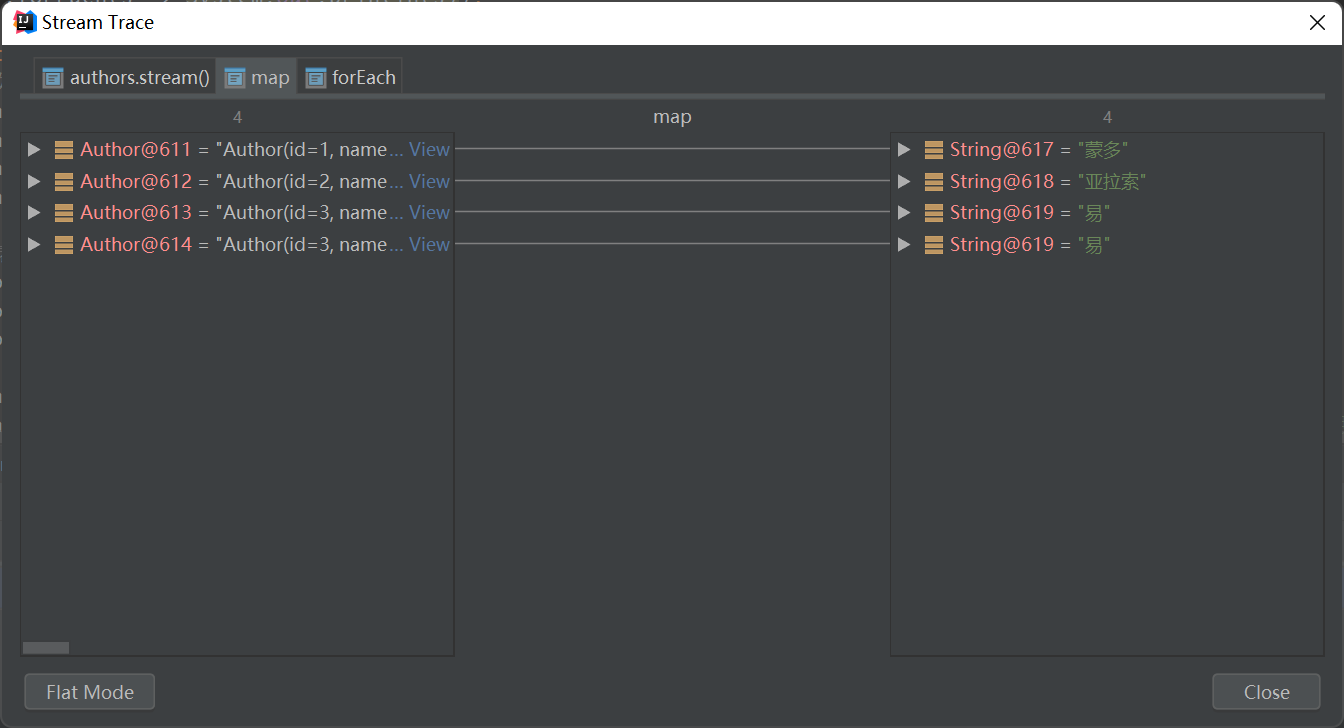 Stream Trace
authors.stream() map forEach
4 map 4
Author@611 = "Author(id=1, name... View String@617 = "蒙多"
Author@612 = "Author(id=2, name... View String@618 = "亚拉索"
Author@613 = "Author(id=3, name... View String@619 = "易"
Author@614 = "Author(id=3, name... View String@619 = "易"
Flat Mode Close